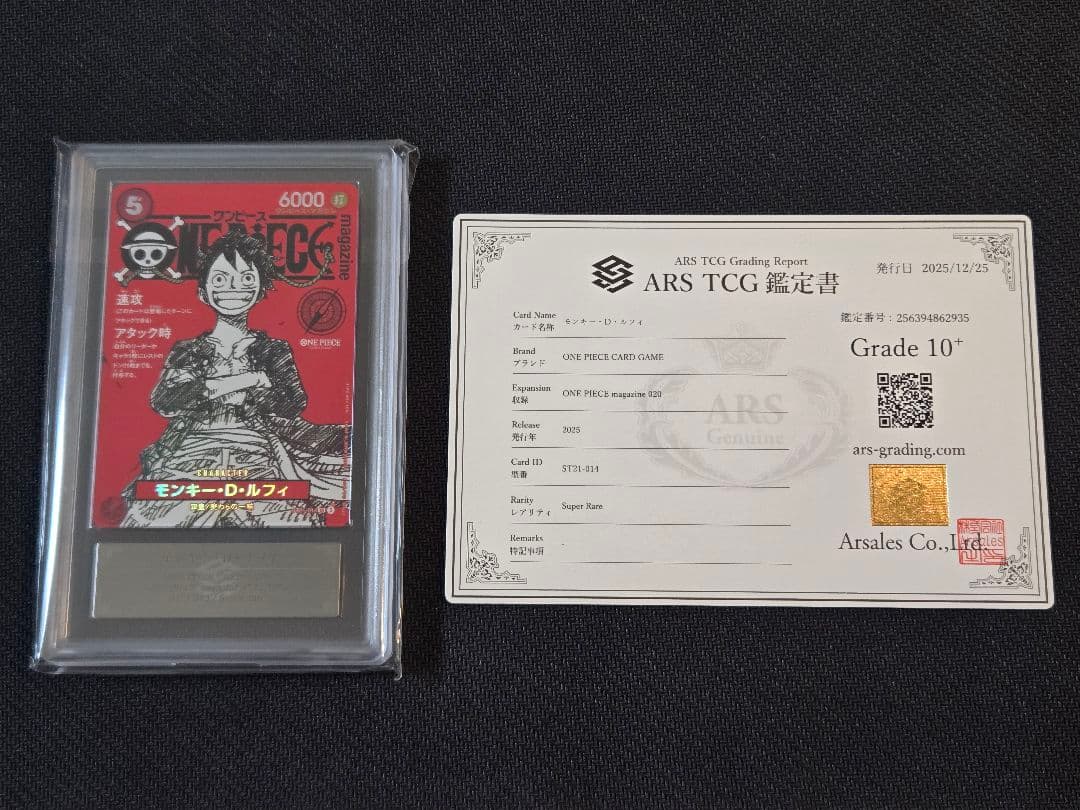 5
6000
打
ワンピース
ONE PIECE
magazine
速攻
アタック時
ONE PIECE
CHARACTER
モンキー・D・ルフィ
ARS TCG Grading Report
ARS TCG 鑑定書
発行日 2025/12/25
鑑定番号：256394862935
Grade 10+
ars-grading.com
Arsales Co.,Ltd.
Card Name
カード名称
モンキー・D・ルフィ
Brand
ブランド
ONE PIECE CARD GAME
Expansion
収録
ONE PIECE magazine 020
Release
発行年
2025
Card ID
型番
ST21-014
Rarity
レアリティ
Super Rare
Remarks
特記事項
-
ARS
Genuine